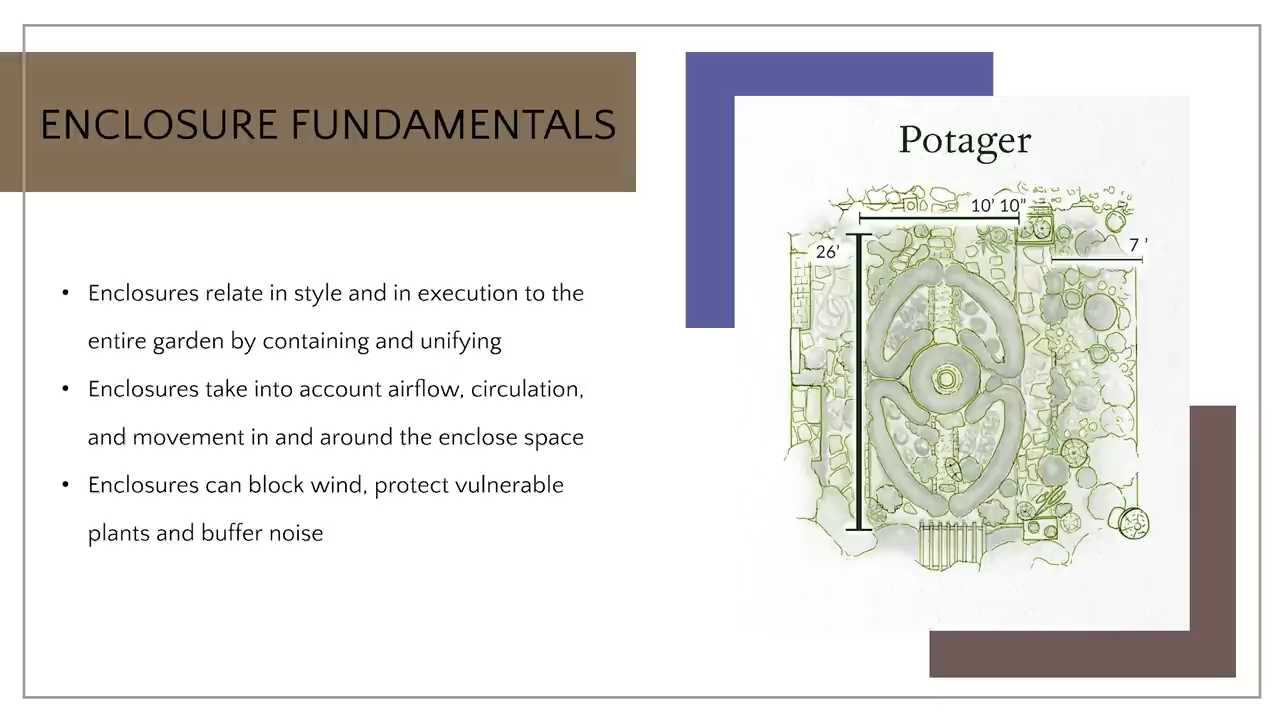 ENCLOSURE FUNDAMENTALS
• Enclosures relate in style and in execution to the
entire garden by containing and unifying
• Enclosures take into account airflow, circulation,
and movement in and around the enclose space
• Enclosures can block wind, protect vulnerable
plants and buffer noise
Potager
10' 10”
7 '
26'